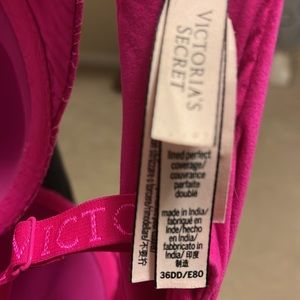 VICTORIA'S
SECRET
lined perfect
coverage/
couvrance
parfaite
doublé
made in India/
fabriqué en
Inde/hecho
en India/
fabbricato in
India/ 印度
制造
36DD/E80
VICTO